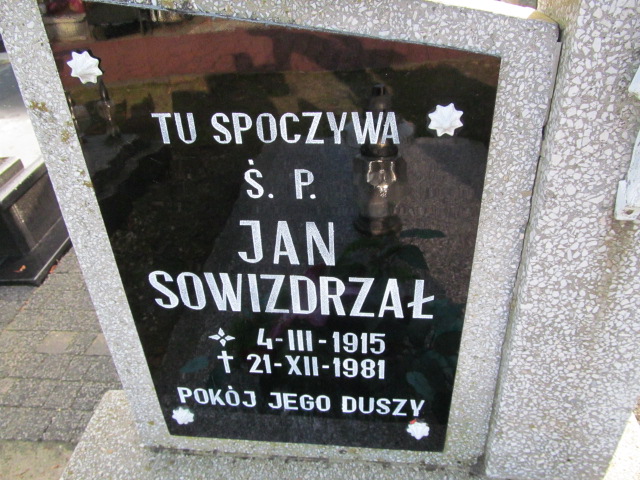 TU SPOCZYWA
Ś. P.
JAN
SOWIZDRZAŁ
4-III-1915
† 21-XII-1981
POKÓJ JEGO DUSZY